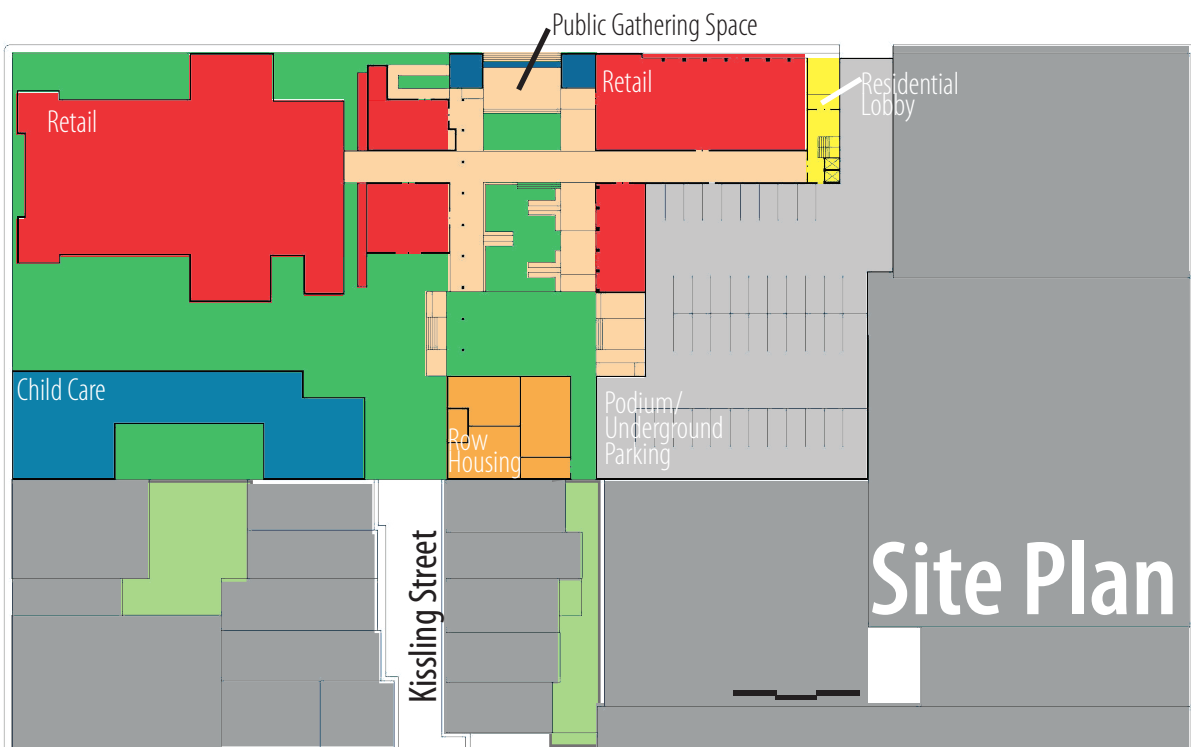 Public Gathering Space
Retail
Retail
Residential
Lobby
Child Care
Row
Housing
Podium/
Underground
Parking
Kissling Street
Site Plan